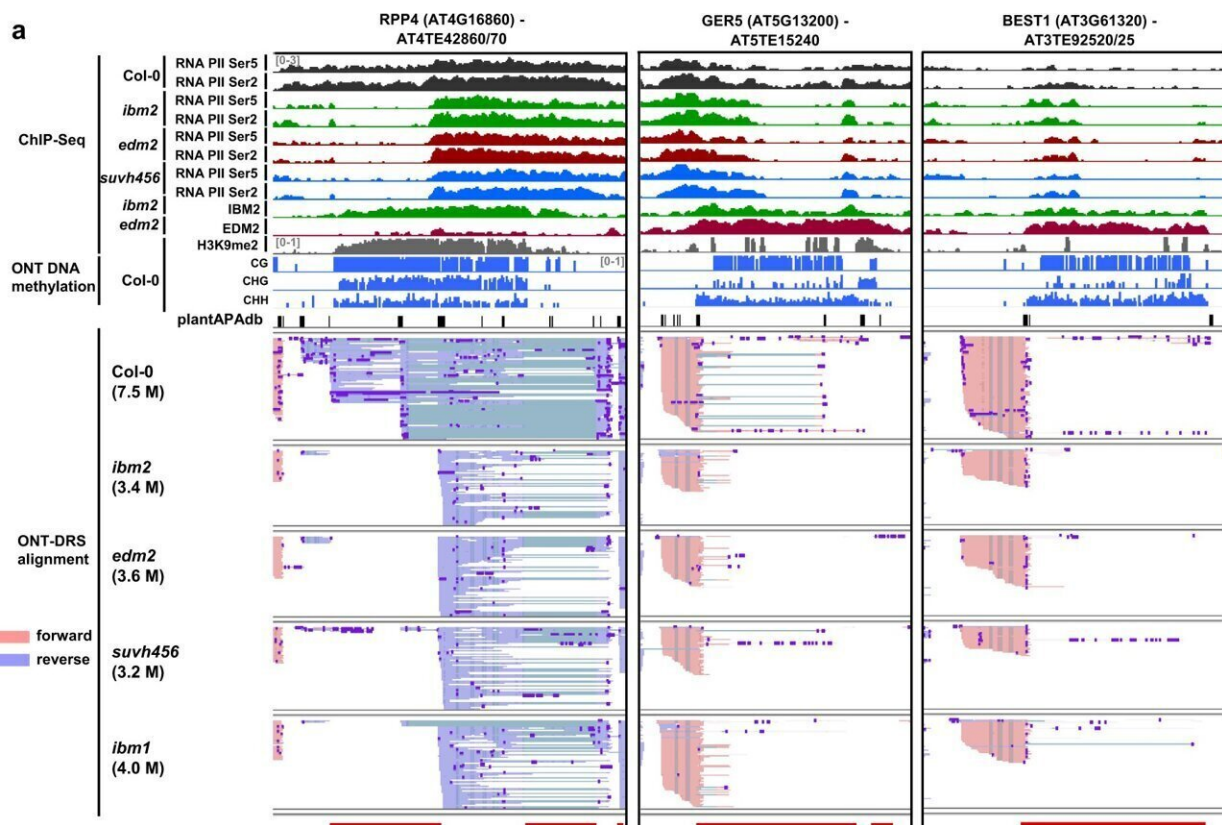 a
RPP4 (AT4G16860) -
AT4TE42860/70
GER5 (AT5G13200) -
AT5TE15240
BEST1 (AT3G61320) -
AT3TE92520/25
ChIP-Seq
Col-0
RNA PII Ser5
[0-3]
RNA PII Ser2
ibm2
RNA PII Ser5
RNA PII Ser2
edm2
RNA PII Ser5
RNA PII Ser2
suvh456
RNA PII Ser5
RNA PII Ser2
ibm2
IBM2
edm2
EDM2
H3K9me2
[0-1]
ONT DNA
methylation
Col-0
CG
[0-1]
CHG
CHH
plantAPAdb
Col-0
(7.5 M)
ibm2
(3.4 M)
ONT-DRS
alignment
edm2
(3.6 M)
forward
reverse
suvh456
(3.2 M)
ibm1
(4.0 M)